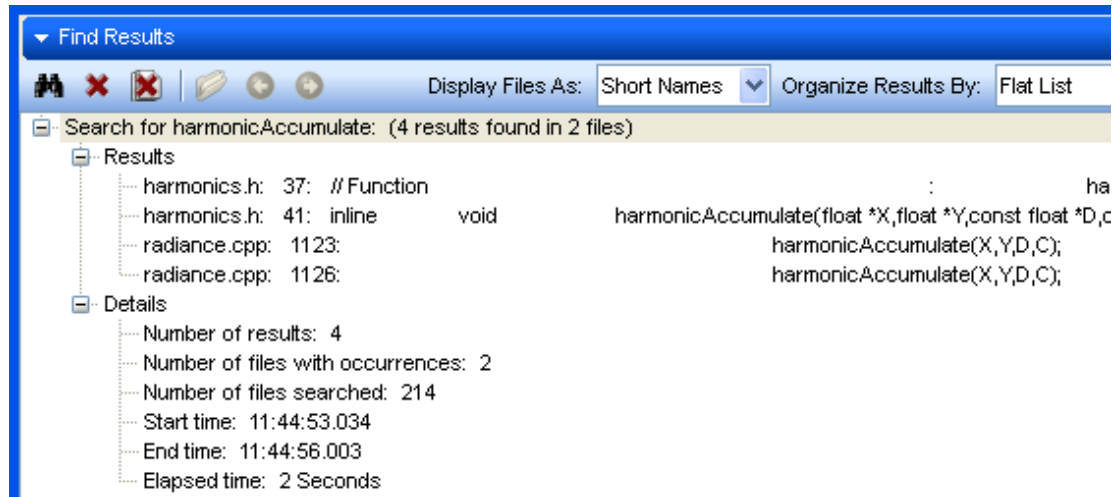 Find Results
Display Files As: Short Names Organize Results By: Flat List
Search for harmonicAccumulate: (4 results found in 2 files)
Results
harmonics.h: 37: // Function : ha
harmonics.h: 41: inline void harmonicAccumulate(float *X,float *Y,const float *D,c
radiance.cpp: 1123: harmonicAccumulate(X,Y,D,C);
radiance.cpp: 1126: harmonicAccumulate(X,Y,D,C);
Details
Number of results: 4
Number of files with occurrences: 2
Number of files searched: 214
Start time: 11:44:53.034
End time: 11:44:56.003
Elapsed time: 2 Seconds